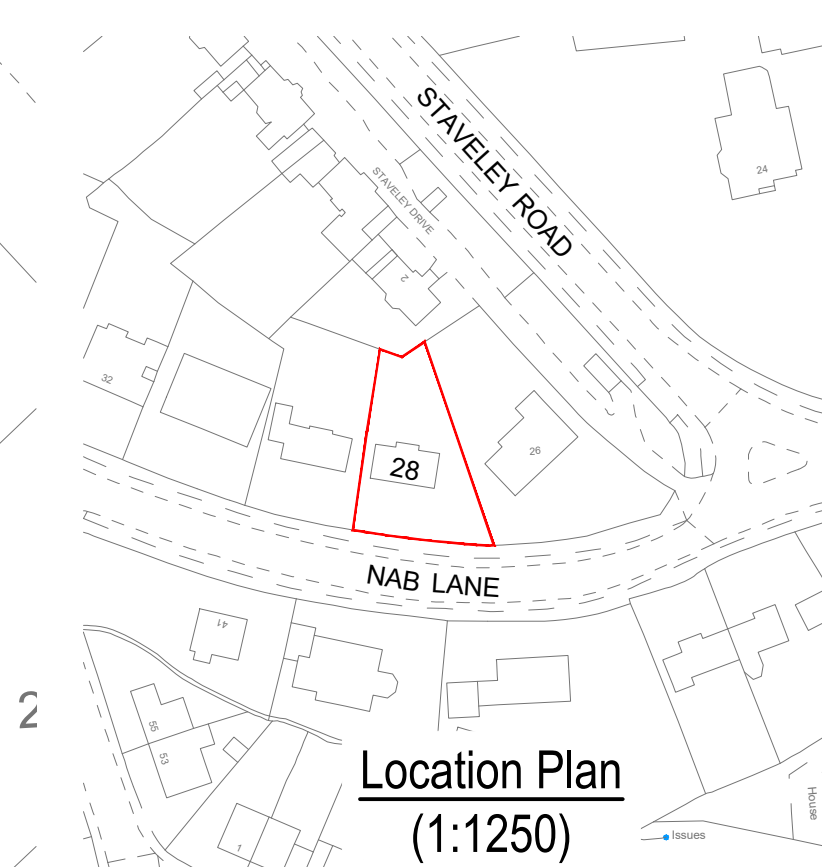 STAVELEY ROAD
24
STAVELEY DRIVE
2
32
26
28
NAB LANE
41
55
53
2
Location Plan
(1:1250)
1
Issues
House